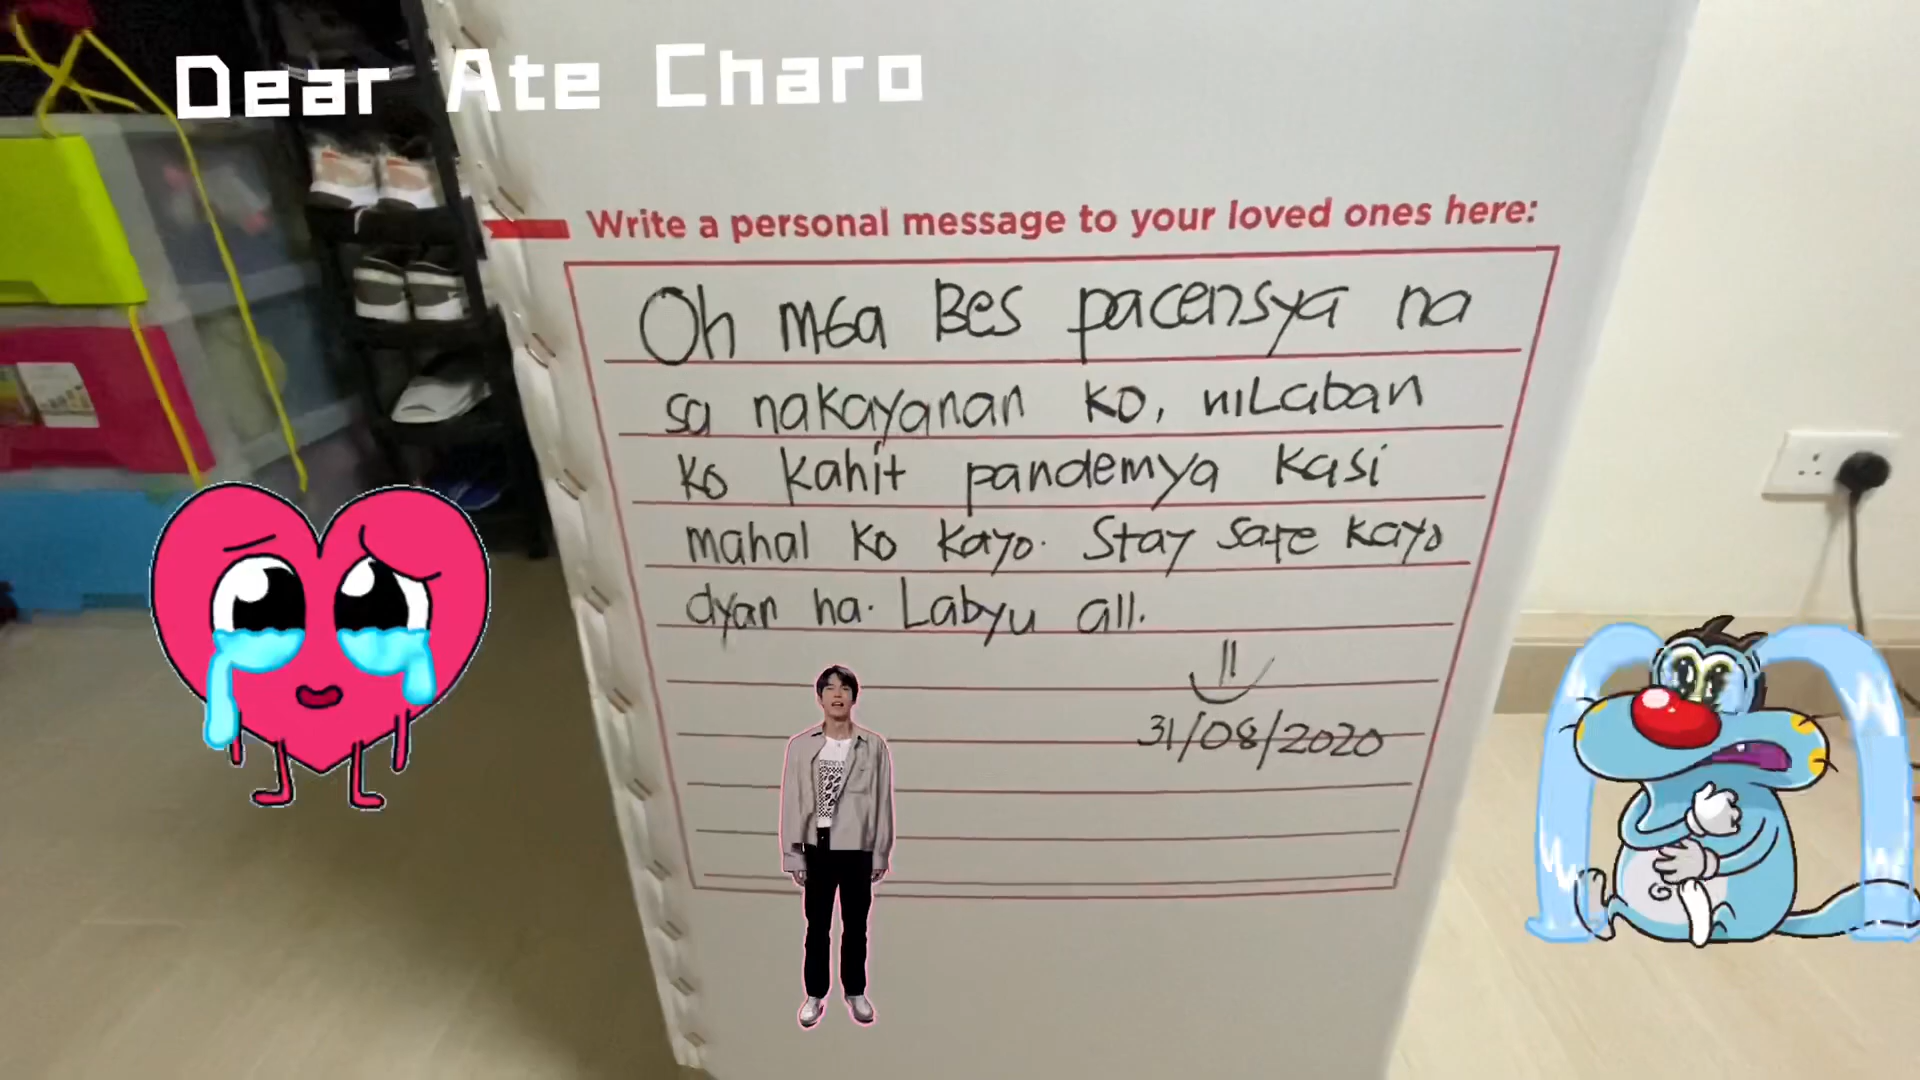 Dear Ate Charo
Write a personal message to your loved ones here:
Oh mga Bes pacensya na
sa nakayanan ko, niLaban
ko kahit pandemya kasi
mahal ko kayo. Stay safe kayo
dyan ha. Labyu all.
31/08/2020